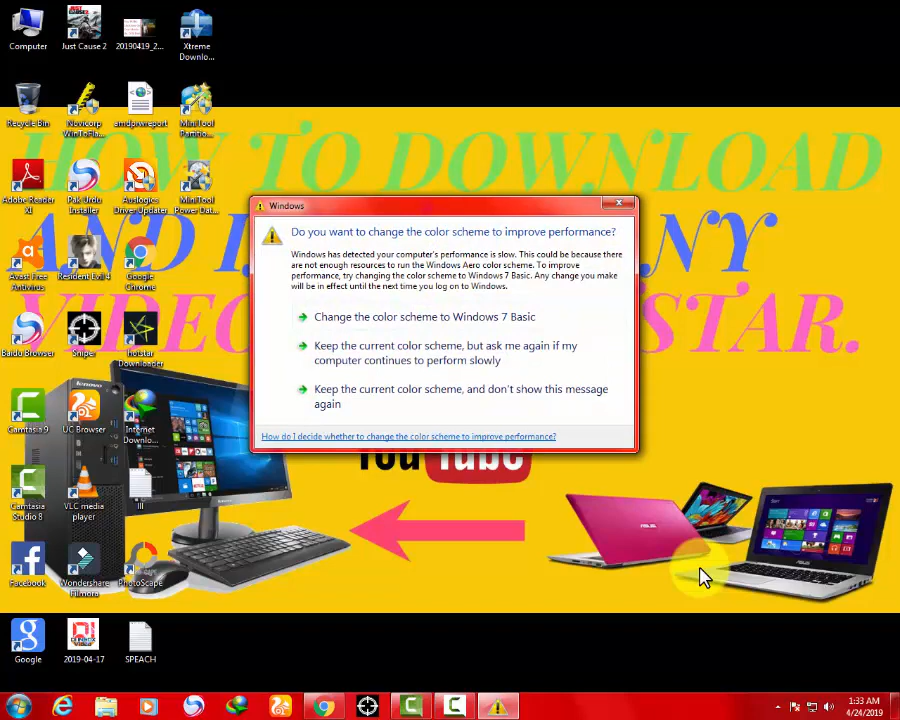 Computer
Just Cause 2
20190419_2...
Xtreme
Downlo...
Recycle Bin
Novicorp
WinToFla...
amdprwreport
MiniTool
Partitio...
HOW TO DOWNLOAD
Adobe Reader
XI
Pak Urdu
Installer
Auslogics
DriverUpdater
MiniTool
Power Dat...
AND
NY
Avast Free
Antivirus
Resident Evil 4
Google
Chrome
VIDEO
STAR.
Baidu Browser
Sniper
Hotstar
Downloader
Windows
Do you want to change the color scheme to improve performance?
Windows has detected your computer's performance is slow. This could be because there
are not enough resources to run the Windows Aero color scheme. To improve
performance, try changing the color scheme to Windows 7 Basic. Any change you make
will be in effect until the next time you log on to Windows.
Change the color scheme to Windows 7 Basic
Keep the current color scheme, but ask me again if my
computer continues to perform slowly
Keep the current color scheme, and don't show this message
again
How do I decide whether to change the color scheme to improve performance?
Camtasia 9
UC Browser
Internet
Downlo...
YouTube
Camtasia
Studio 8
VLC media
player
III
ASUS
Facebook
Wondershare
Filmora
PhotoScape
Google
2019-04-17
SPEACH
1:33 AM
4/24/2019